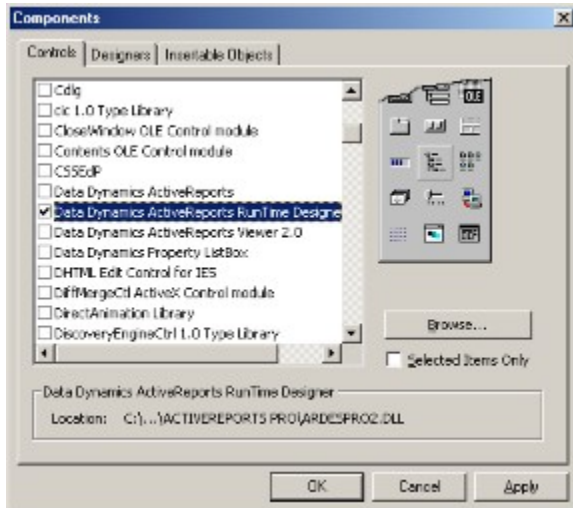 Components
Controls Designers Insertable Objects
Cdlg
cic 1.0 Type Library
CloseWindow OLE Control module
Contents OLE Control module
CSSEdP
Data Dynamics ActiveReports
Data Dynamics ActiveReports RunTime Designe
Data Dynamics ActiveReports Viewer 2.0
Data Dynamics Property ListBox
DHTML Edit Control for IE5
DiffMergeCtl ActiveX Control module
DirectAnimation Library
DiscoveryEngineCtrl 1.0 Type Library
OLE
Browse...
Selected Items Only
Data Dynamics ActiveReports RunTime Designer
Location: C:\...\ACTIVEREPORTS PRO\ARDESPRO2.DLL
OK Cancel Apply